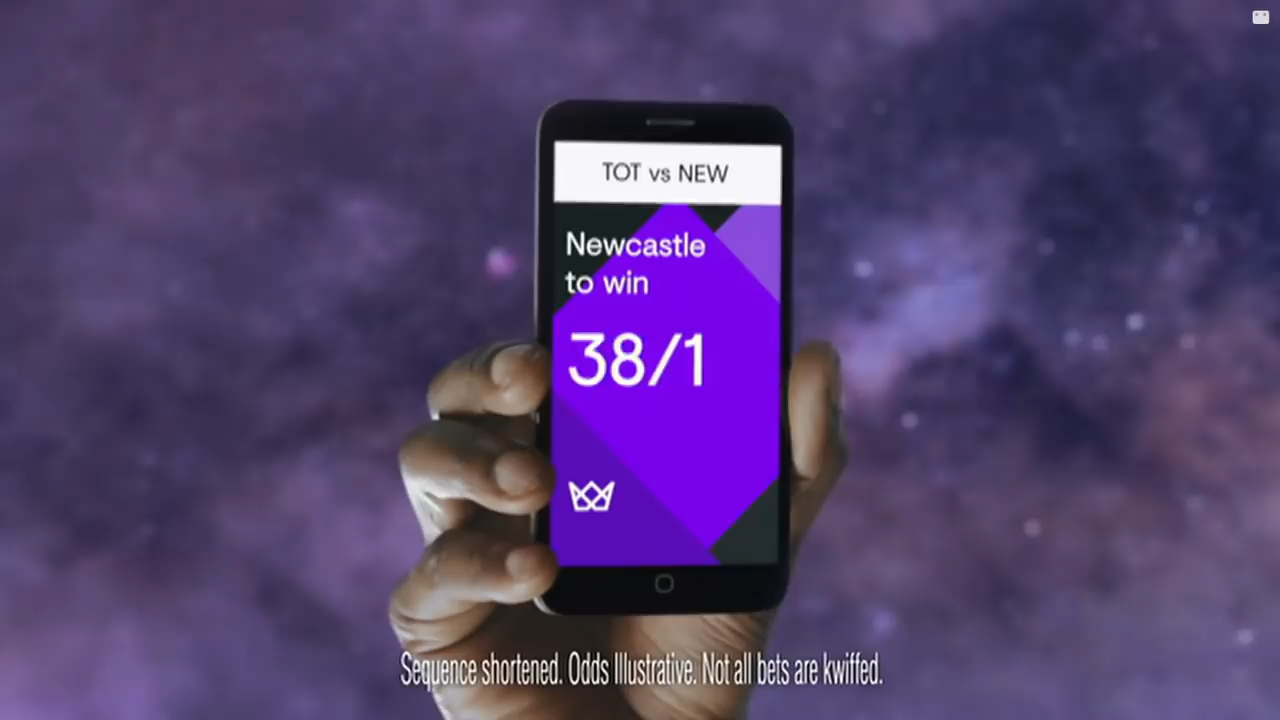 TOT vs NEW
Newcastle
to win
38/1
Sequence shortened. Odds Illustrative. Not all bets are kwiffed.